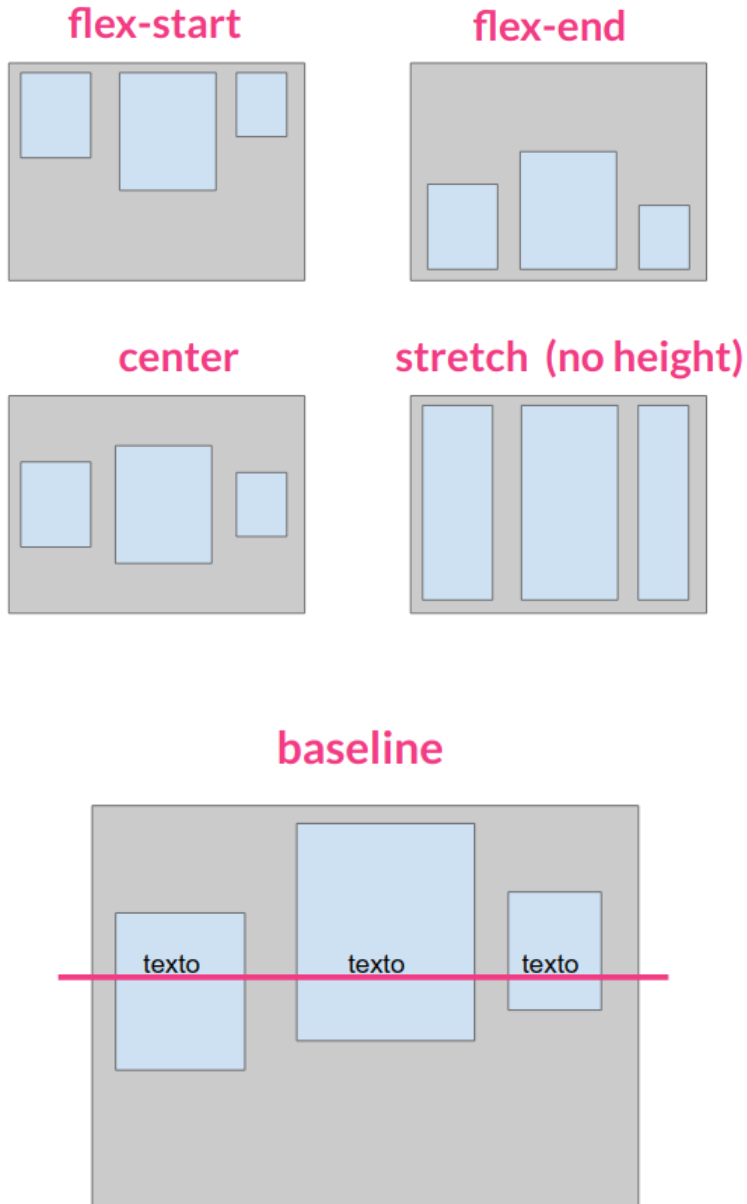 flex-start
flex-end
center
stretch (no height)
baseline
texto
texto
texto